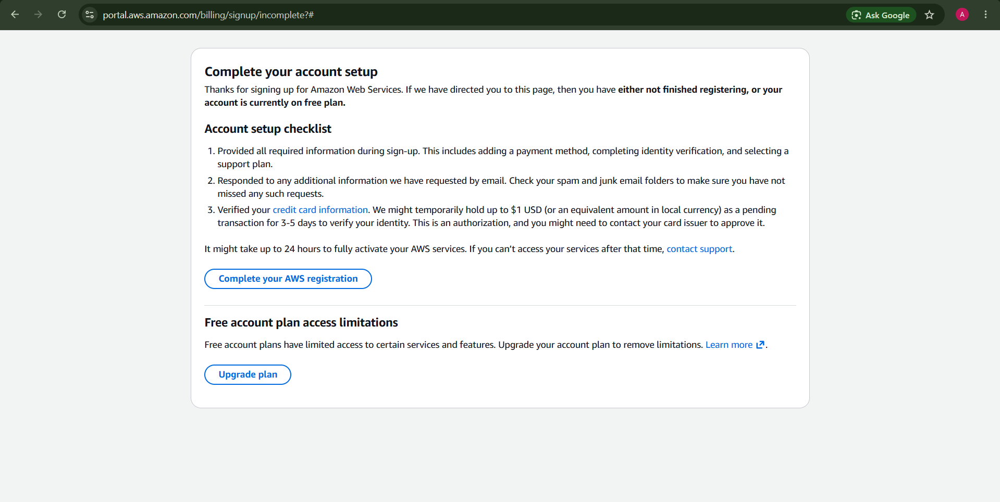 portal.aws.amazon.com/billing/signup/incomplete?#
Ask Google
A
Complete your account setup
Thanks for signing up for Amazon Web Services. If we have directed you to this page, then you have either not finished registering, or your
account is currently on free plan.
Account setup checklist
1. Provided all required information during sign-up. This includes adding a payment method, completing identity verification, and selecting a
support plan.
2. Responded to any additional information we have requested by email. Check your spam and junk email folders to make sure you have not
missed any such requests.
3. Verified your credit card information. We might temporarily hold up to $1 USD (or an equivalent amount in local currency) as a pending
transaction for 3-5 days to verify your identity. This is an authorization, and you might need to contact your card issuer to approve it.
It might take up to 24 hours to fully activate your AWS services. If you can’t access your services after that time, contact support.
Complete your AWS registration
Free account plan access limitations
Free account plans have limited access to certain services and features. Upgrade your account plan to remove limitations. Learn more.
Upgrade plan